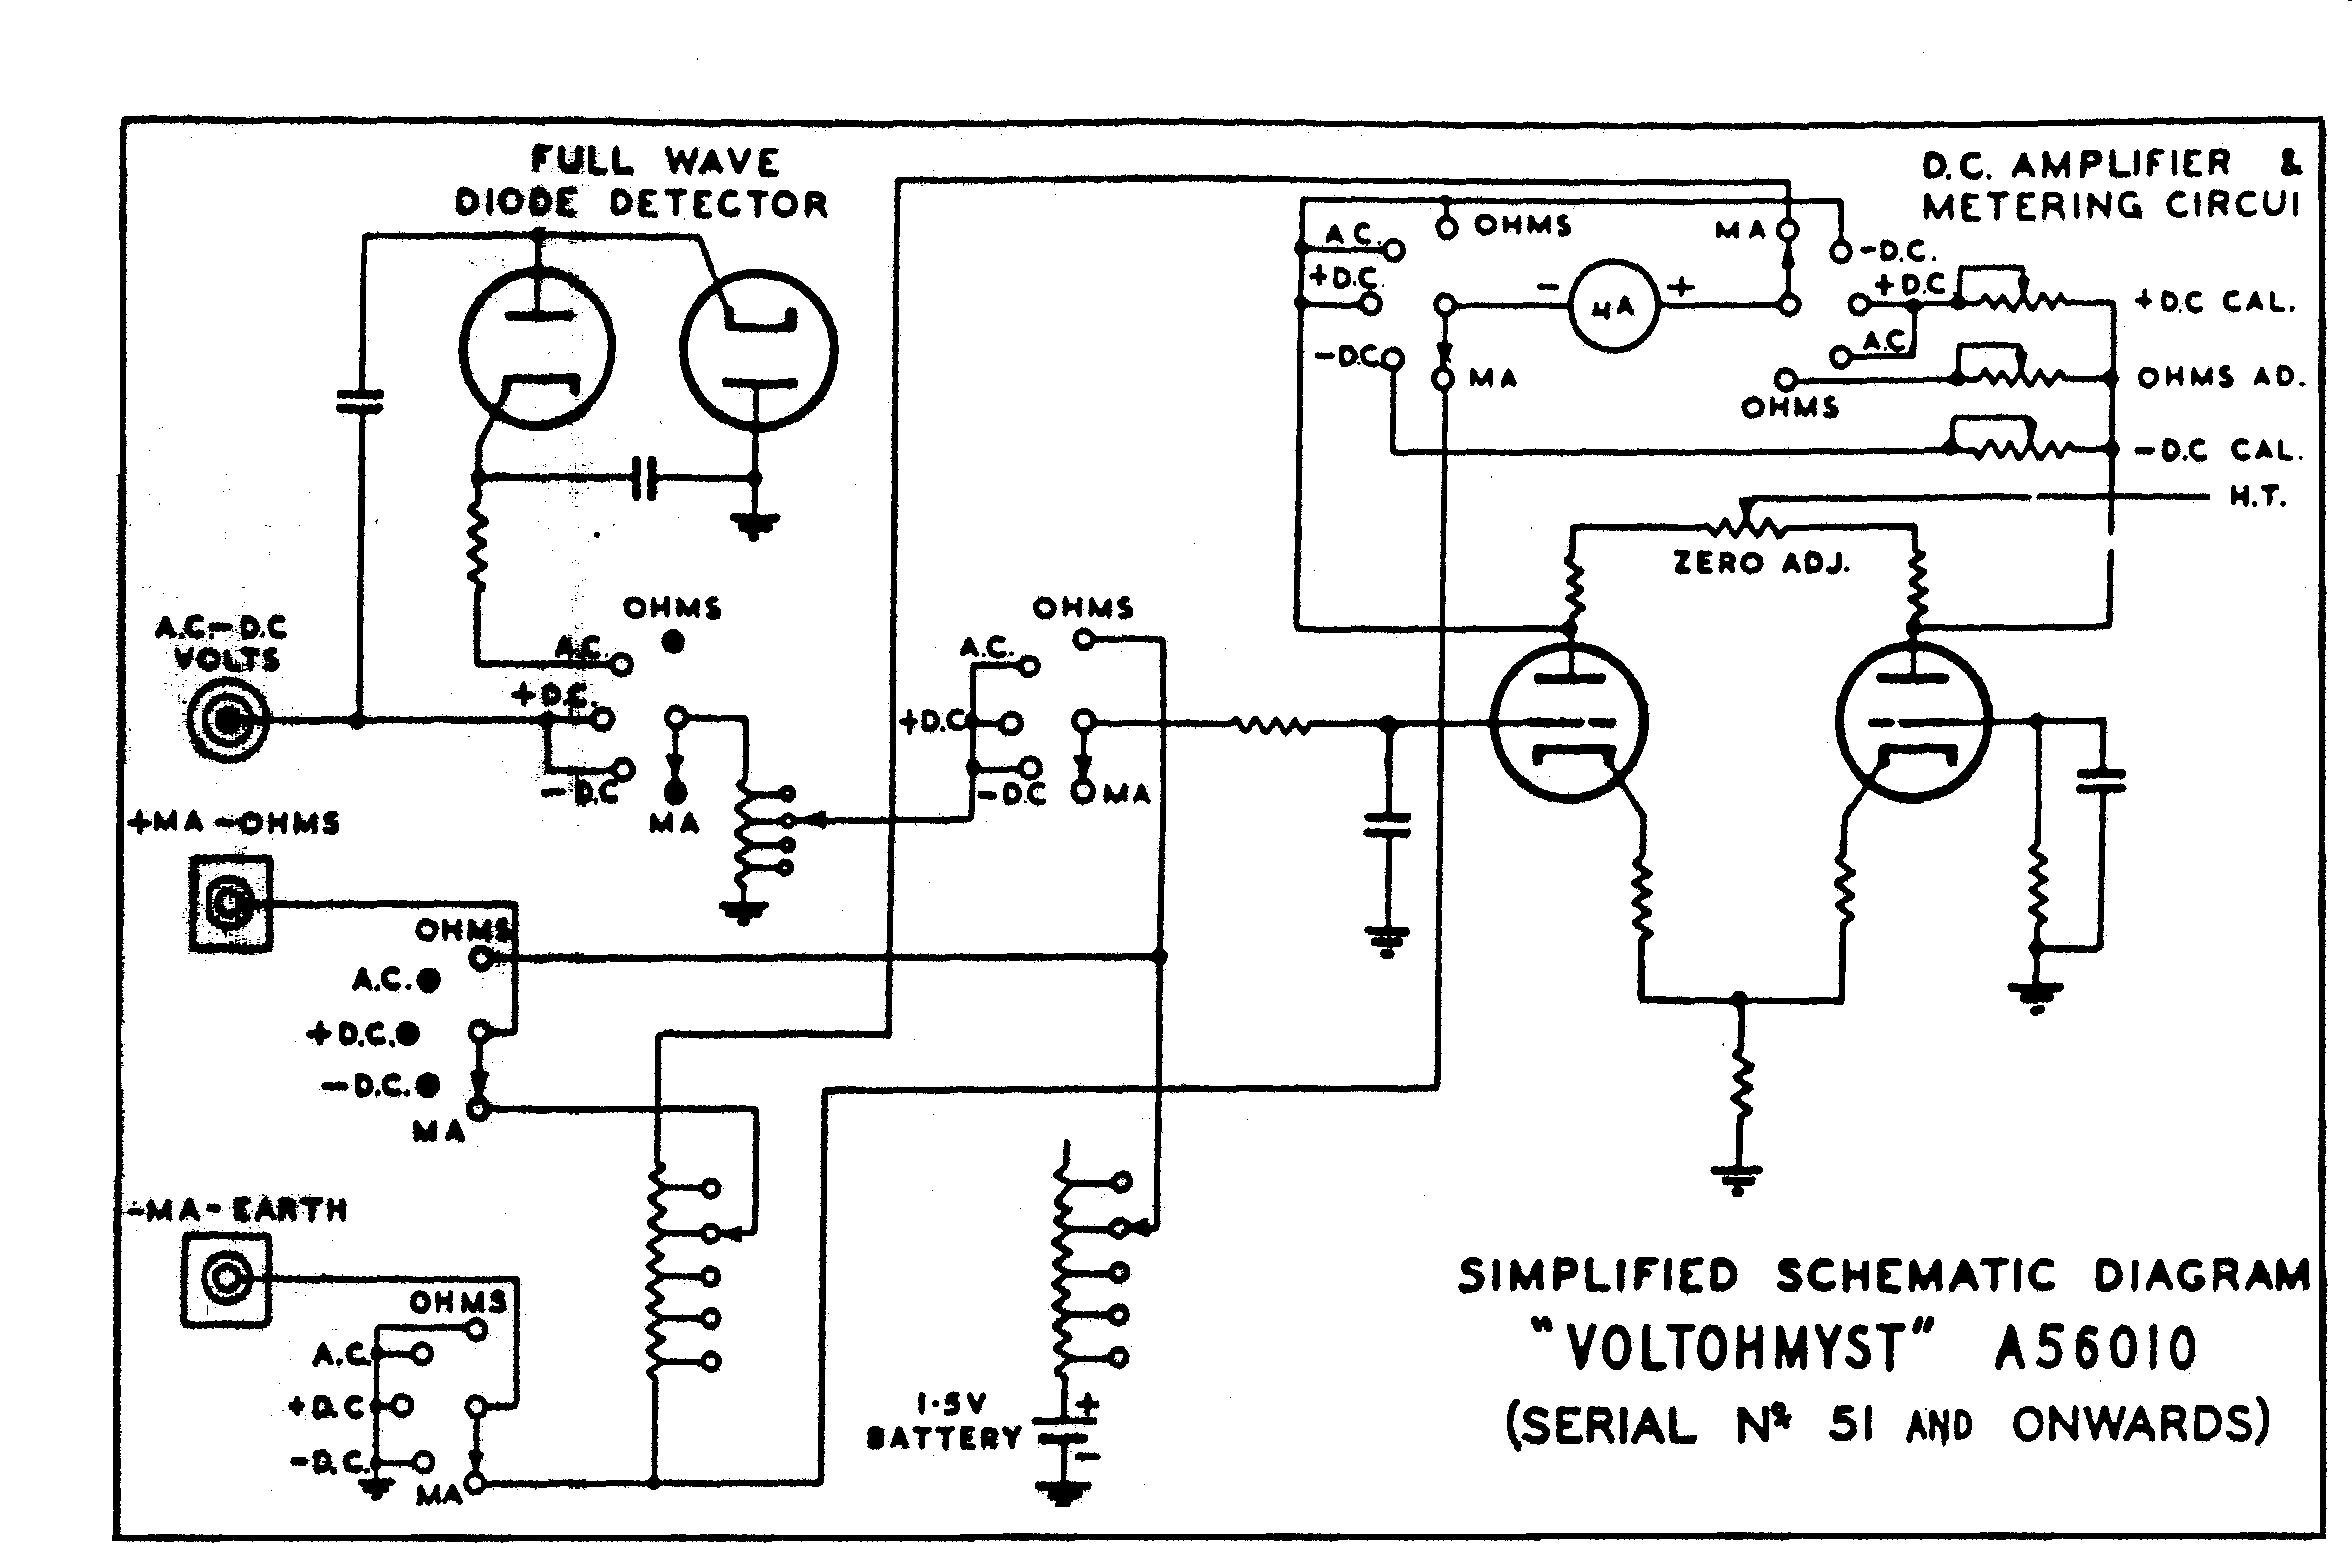 FULL WAVE
DIODE DETECTOR
D.C. AMPLIFIER &
METERING CIRCUI
A.C.
OHMS
MA
-D.C.
+D.C.
+D.C
+D.C CAL.
- +
μA
-D.C
MA
A.C
OHMS
OHMS AD.
-D.C CAL.
H.T.
ZERO ADJ.
A.C.-D.C
VOLTS
OHMS
A.C.
+D.C.
-D.C
MA
OHMS
A.C.
+D.C
-D.C
MA
+MA-OHMS
OHMS
A.C.
+D.C.
-D.C.
MA
-MA-EARTH
OHMS
A.C.
+D.C
-D.C.
MA
1.5V
BATTERY
+
-
SIMPLIFIED SCHEMATIC DIAGRAM
"VOLTOHMYST" A56010
(SERIAL Nº 51 AND ONWARDS)